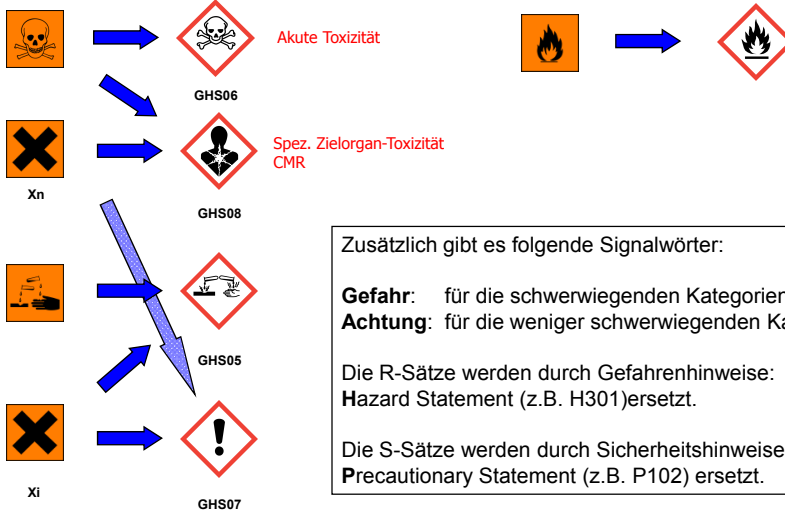 Akute Toxizität
GHS06
Spez. Zielorgan-Toxizität
CMR
Xn
GHS08
GHS05
Xi
GHS07
Zusätzlich gibt es folgende Signalwörter:
Gefahr: für die schwerwiegenden Kategorien
Achtung: für die weniger schwerwiegenden Ka
Die R-Sätze werden durch Gefahrenhinweise:
Hazard Statement (z.B. H301)ersetzt.
Die S-Sätze werden durch Sicherheitshinweise
Precautionary Statement (z.B. P102) ersetzt.